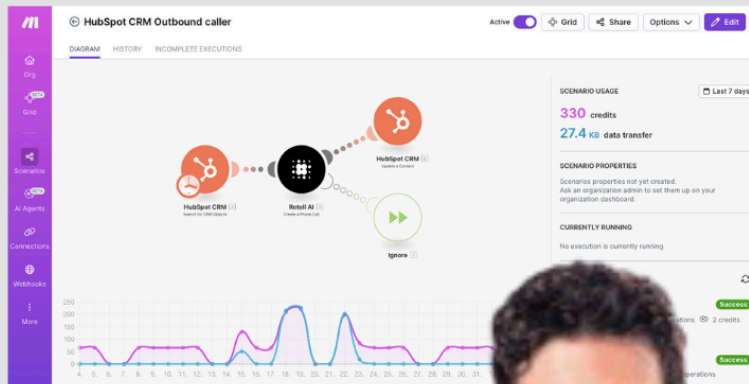 HubSpot CRM Outbound caller
Active
Grid
Share
Options
Edit
DIAGRAM
HISTORY
INCOMPLETE EXECUTIONS
Org
BETA
Grid
Scenarios
BETA
AI Agents
Connections
Webhooks
More
HubSpot CRM
Search for CRM Objects
Retell AI
Create a Phone Call
HubSpot CRM
Update a Contact
Ignore
SCENARIO USAGE
Last 7 days
330 credits
27.4 KB data transfer
SCENARIO PROPERTIES
Scenarios properties not yet created.
Ask an organization admin to set them up on your
organization dashboard.
CURRENTLY RUNNING
No execution is currently running
Success
2 credits
Success
operations
250
200
150
100
50
0
4. 5. 6. 7. 8. 9. 10. 11. 12. 13. 14. 15. 16. 17. 18. 19. 20. 21. 22. 23. 24. 25. 26. 27. 28. 29. 30. 31.